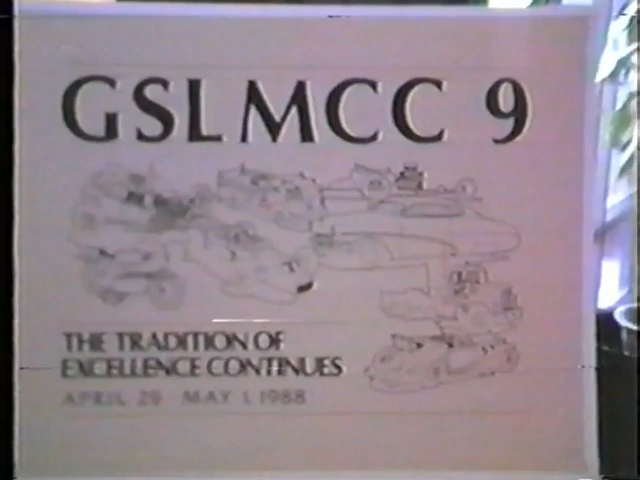 GSLMCC 9
THE TRADITION OF
EXCELLENCE CONTINUES
APRIL 29 MAY 1, 1988